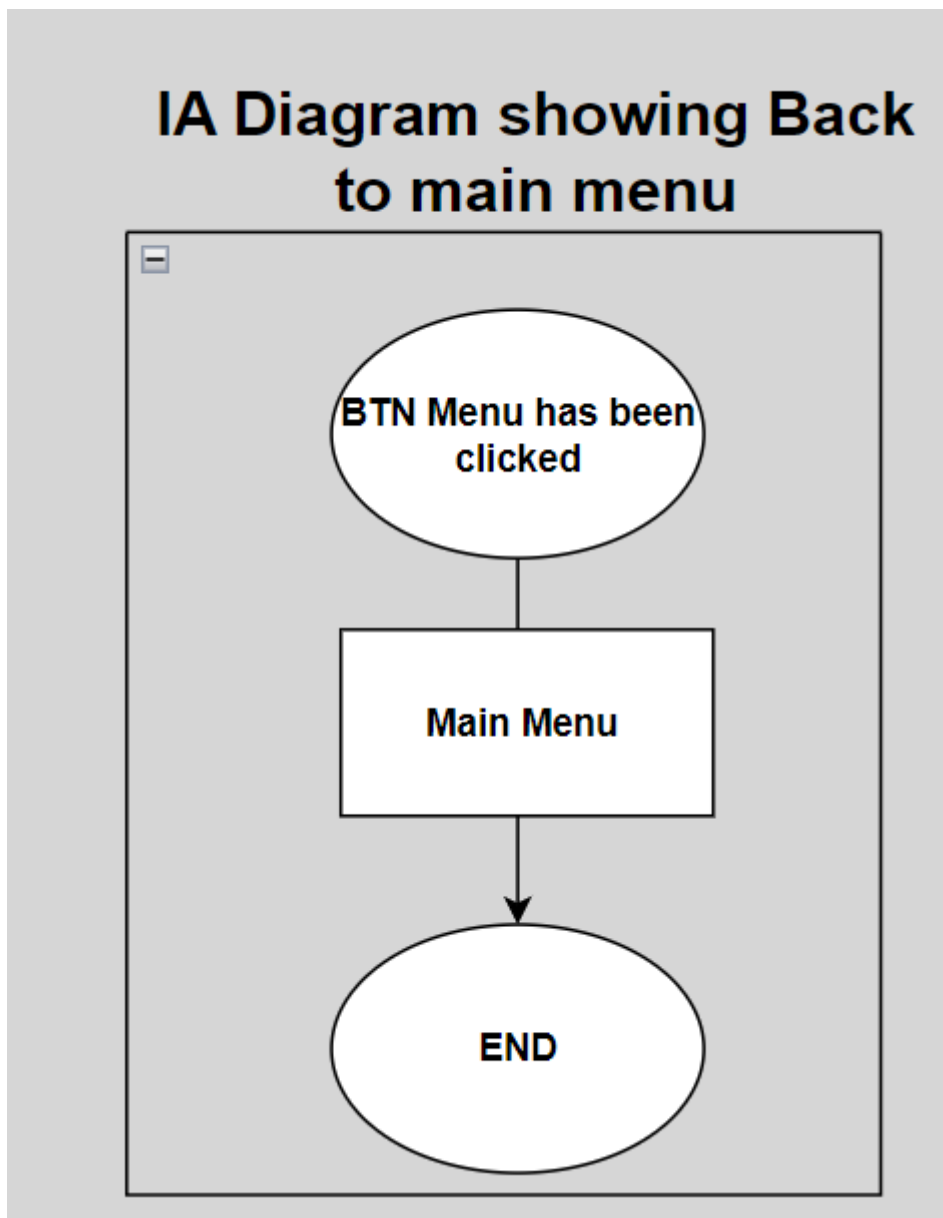 IA Diagram showing Back
to main menu
BTN Menu has been
clicked
Main Menu
END